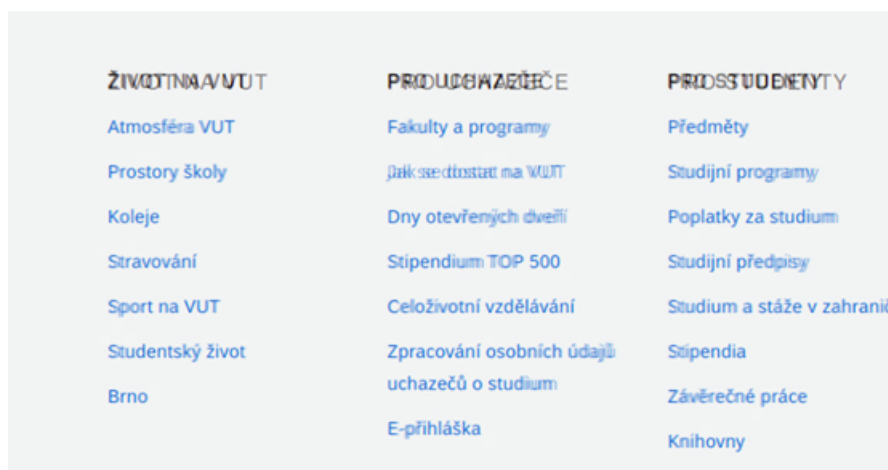 ŽIVOT NA VUT
Atmosféra VUT
Prostory školy
Koleje
Stravování
Sport na VUT
Studentský život
Brno
PRO UCHAZEČE
Fakulty a programy
Jak se dostat na VUT
Dny otevřených dveří
Stipendium TOP 500
Celoživotní vzdělávání
Zpracování osobních údajů
uchazečů o studium
E-přihláška
PRO STUDENTY
Předměty
Studijní programy
Poplatky za studium
Studijní předpisy
Studium a stáže v zahranič
Stipendia
Závěrečné práce
Knihovny